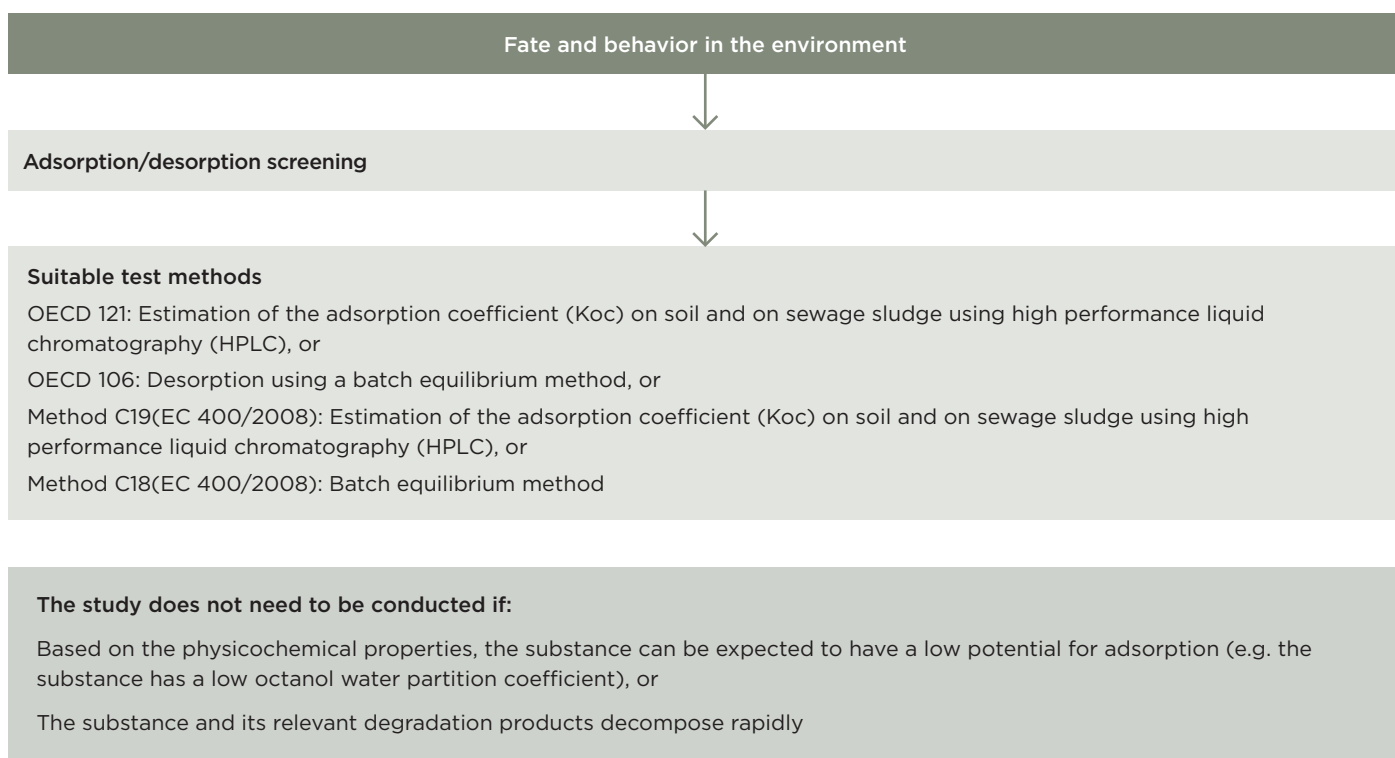 Fate and behavior in the environment
Adsorption/desorption screening
Suitable test methods
OECD 121: Estimation of the adsorption coefficient (Koc) on soil and on sewage sludge using high performance liquid
chromatography (HPLC), or
OECD 106: Desorption using a batch equilibrium method, or
Method C19(EC 400/2008): Estimation of the adsorption coefficient (Koc) on soil and on sewage sludge using high
performance liquid chromatography (HPLC), or
Method C18(EC 400/2008): Batch equilibrium method
The study does not need to be conducted if:
Based on the physicochemical properties, the substance can be expected to have a low potential for adsorption (e.g. the
substance has a low octanol water partition coefficient), or
The substance and its relevant degradation products decompose rapidly